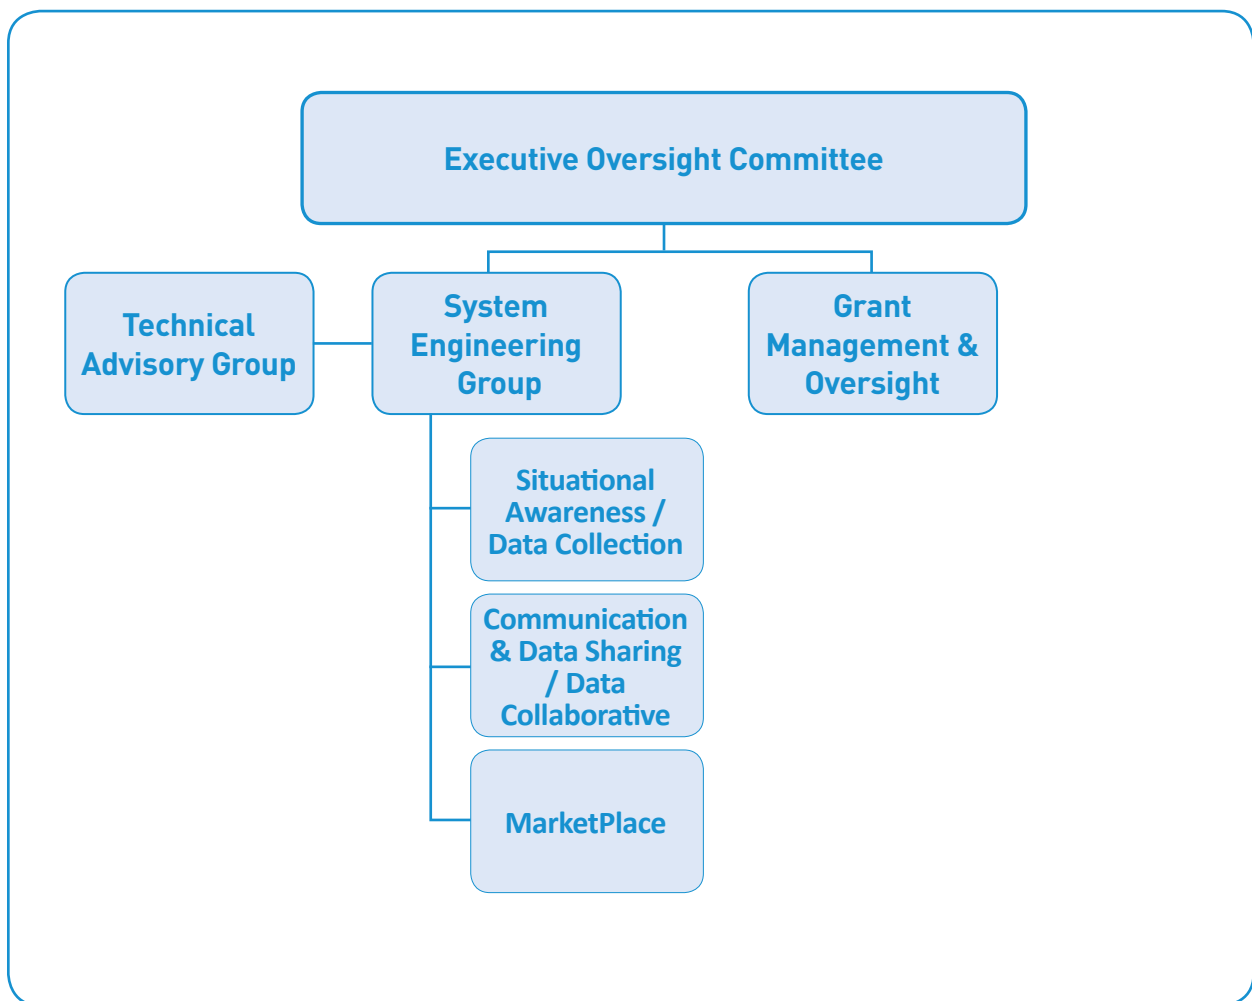 Executive Oversight Committee
Technical
Advisory Group
System
Engineering
Group
Grant
Management &
Oversight
Situational
Awareness /
Data Collection
Communication
& Data Sharing
/ Data
Collaborative
MarketPlace